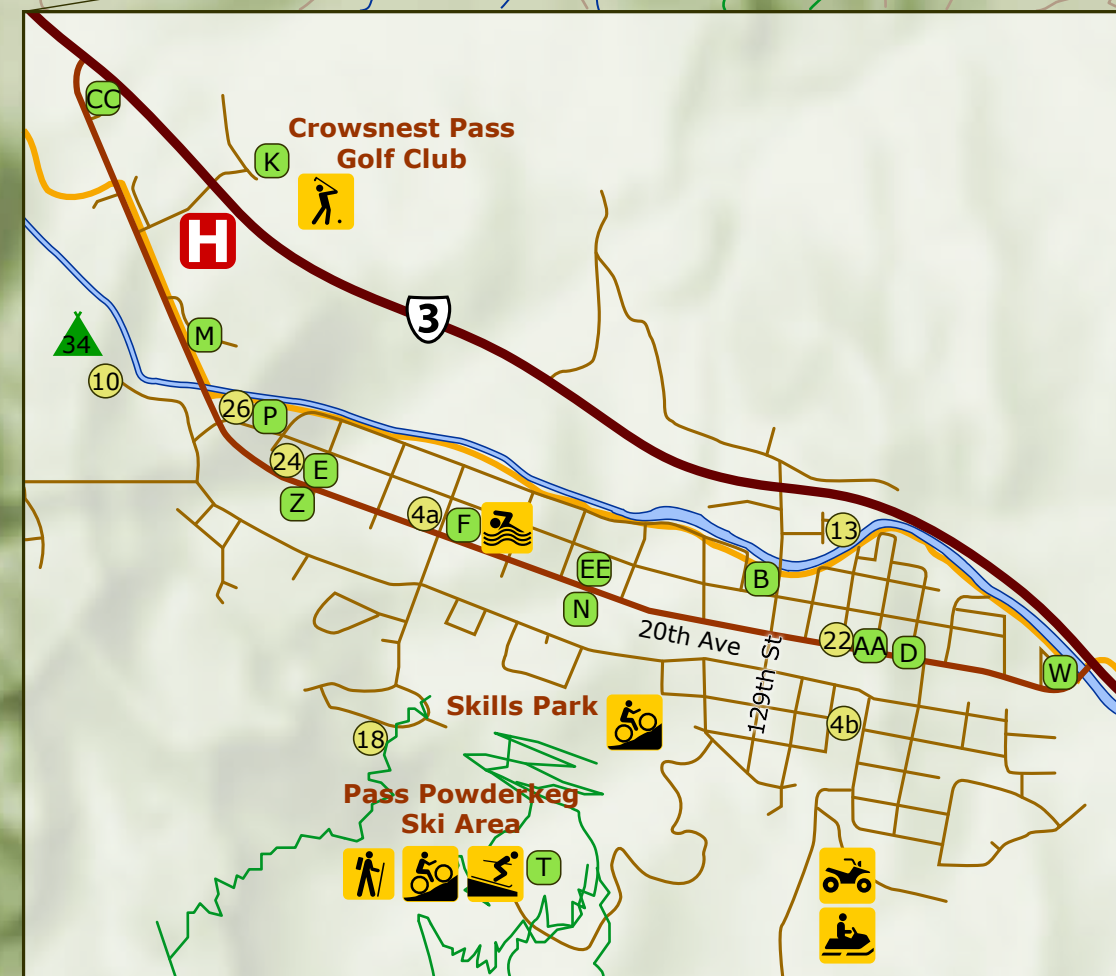 CC
Crowsnest Pass
Golf Club
K
H
3
M
34
10
26
P
24
E
Z
4a
F
13
EE
B
N
20th Ave
129th St
22
AA
D
W
Skills Park
4b
18
Pass Powderkeg
Ski Area
T